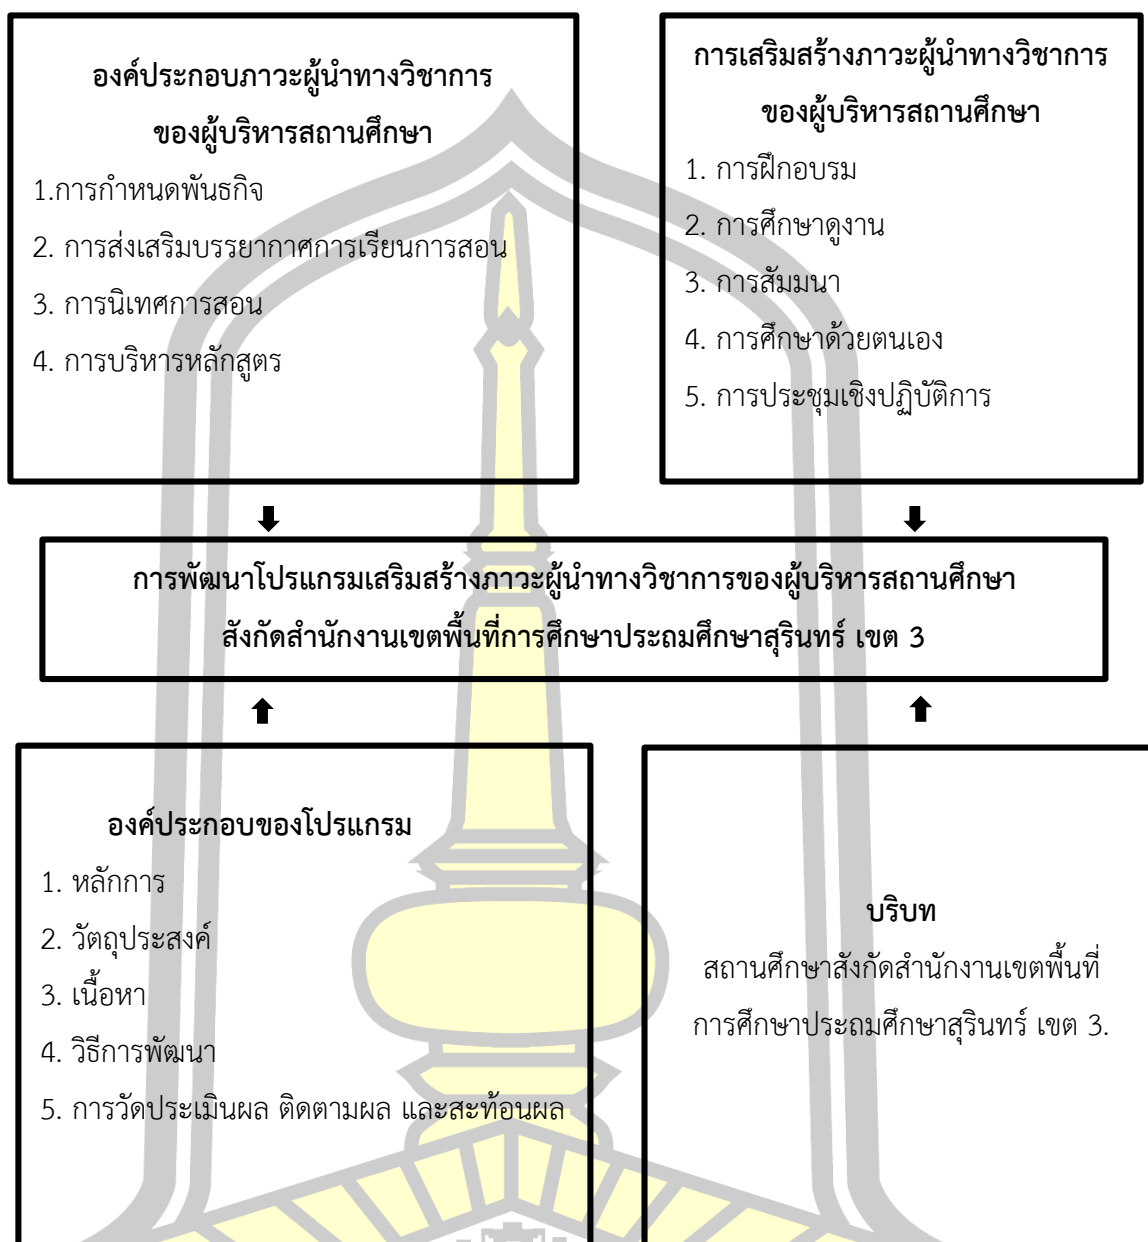 องค์ประกอบภาวะผู้นำทางวิชาการ
ของผู้บริหารสถานศึกษา
1.การกำหนดพันธกิจ
2. การส่งเสริมบรรยากาศการเรียนการสอน
3. การนิเทศการสอน
4. การบริหารหลักสูตร
การเสริมสร้างภาวะผู้นำทางวิชาการ
ของผู้บริหารสถานศึกษา
1. การฝึกอบรม
2. การศึกษาดูงาน
3. การสัมมนา
4. การศึกษาด้วยตนเอง
5. การประชุมเชิงปฏิบัติการ
การพัฒนาโปรแกรมเสริมสร้างภาวะผู้นำทางวิชาการของผู้บริหารสถานศึกษา
สังกัดสำนักงานเขตพื้นที่การศึกษาประถมศึกษาสุรินทร์ เขต 3
องค์ประกอบของโปรแกรม
1. หลักการ
2. วัตถุประสงค์
3. เนื้อหา
4. วิธีการพัฒนา
5. การวัดประเมินผล ติดตามผล และสะท้อนผล
บริบท
สถานศึกษาสังกัดสำนักงานเขตพื้นที่
การศึกษาประถมศึกษาสุรินทร์ เขต 3.